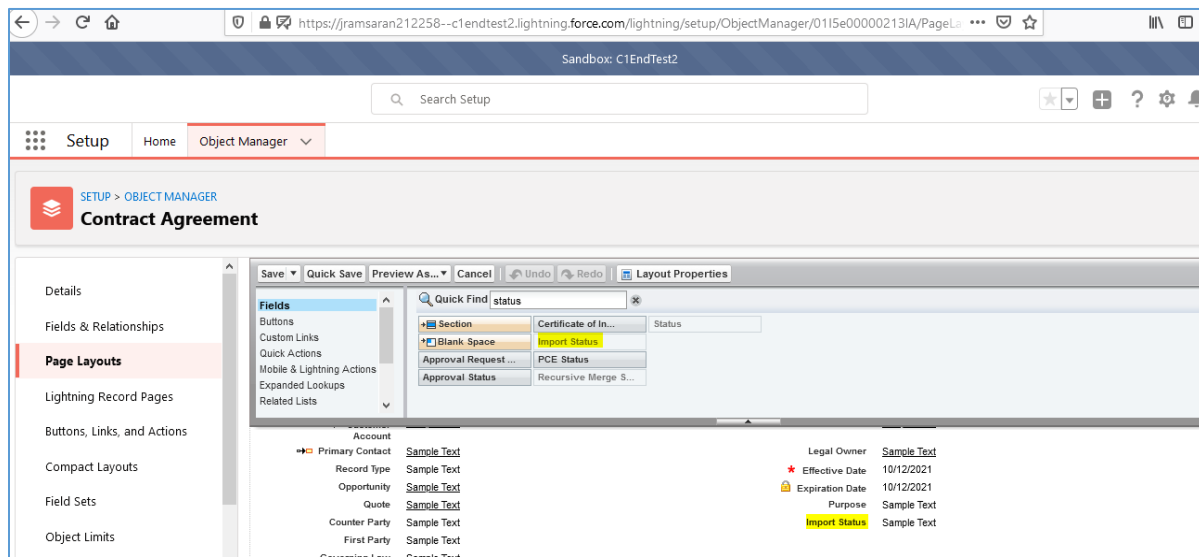 https://jramsaran212258--c1endtest2.lightning.force.com/lightning/setup/ObjectManager/01I5e00000213IA/PageLa
Sandbox: C1EndTest2
Search Setup
Setup Home Object Manager
SETUP > OBJECT MANAGER
Contract Agreement
Details
Fields & Relationships
Page Layouts
Lightning Record Pages
Buttons, Links, and Actions
Compact Layouts
Field Sets
Object Limits
Save Quick Save Preview As... Cancel Undo Redo Layout Properties
Fields
Buttons
Custom Links
Quick Actions
Mobile & Lightning Actions
Expanded Lookups
Related Lists
Quick Find status
Section Certificate of In... Status
Blank Space Import Status
Approval Request ... PCE Status
Approval Status Recursive Merge S...
Account
Primary Contact Sample Text Legal Owner Sample Text
Record Type Sample Text * Effective Date 10/12/2021
Opportunity Sample Text Expiration Date 10/12/2021
Quote Sample Text Purpose Sample Text
Counter Party Sample Text Import Status Sample Text
First Party Sample Text